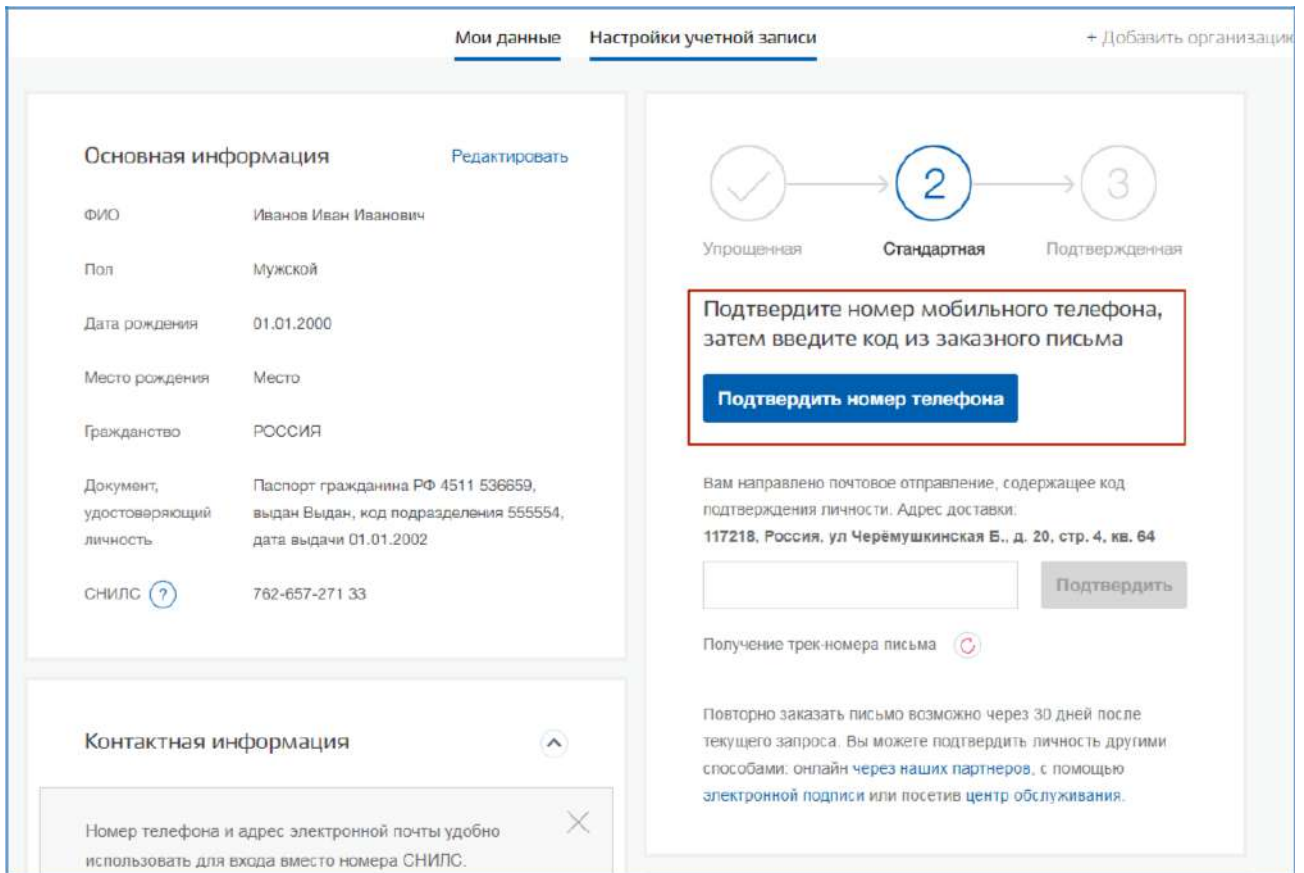 Мои данные Настройки учетной записи + Добавить организацию
Основная информация Редактировать
ФИО Иванов Иван Иванович
Пол Мужской
Дата рождения 01.01.2000
Место рождения Место
Гражданство РОССИЯ
Документ, Паспорт гражданина РФ 4511 536659,
удостоверяющий выдан Выдан, код подразделения 555554,
личность дата выдачи 01.01.2002
СНИЛС ? 762-657-271 33
Контактная информация
Номер телефона и адрес электронной почты удобно
использовать для входа вместо номера СНИЛС.
2 3
Упрощенная Стандартная Подтвержденная
Подтвердите номер мобильного телефона,
затем введите код из заказного письма
Подтвердить номер телефона
Вам направлено почтовое отправление, содержащее код
подтверждения личности. Адрес доставки:
117218, Россия, ул Черёмушкинская Б., д. 20, стр. 4, кв. 64
Подтвердить
Получение трек-номера письма
Повторно заказать письмо возможно через 30 дней после
текущего запроса. Вы можете подтвердить личность другими
способами: онлайн через наших партнеров, с помощью
электронной подписи или посетив центр обслуживания.